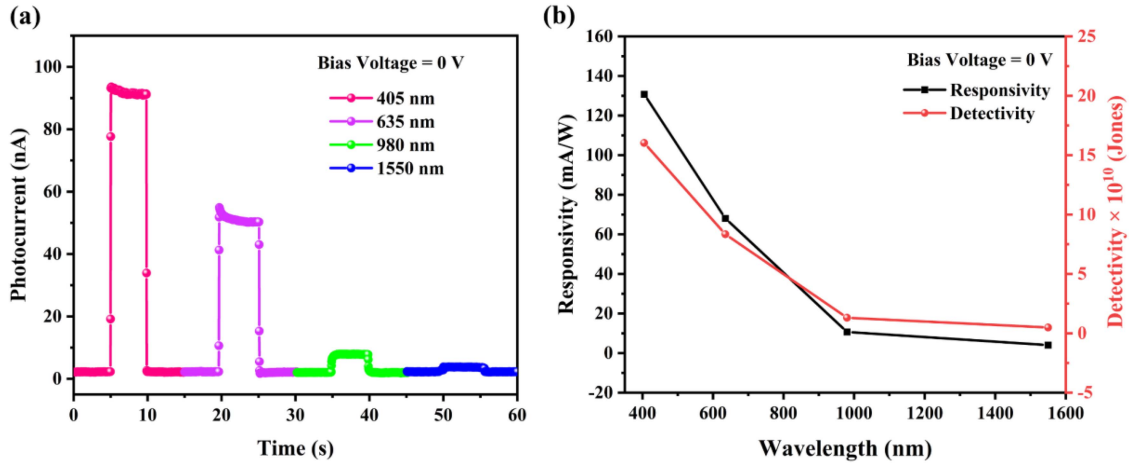 (a)
Photocurrent (nA)
100
80
60
40
20
0
0
10
20
30
40
50
60
Time (s)
Bias Voltage = 0 V
405 nm
635 nm
980 nm
1550 nm
(b)
Responsivity (mA/W)
160
140
120
100
80
60
40
20
0
-20
400
600
800
1000
1200
1400
1600
Wavelength (nm)
Bias Voltage = 0 V
Responsivity
Detectivity
25
20
15
10
5
0
-5
Detectivity × 10¹⁰ (Jones)